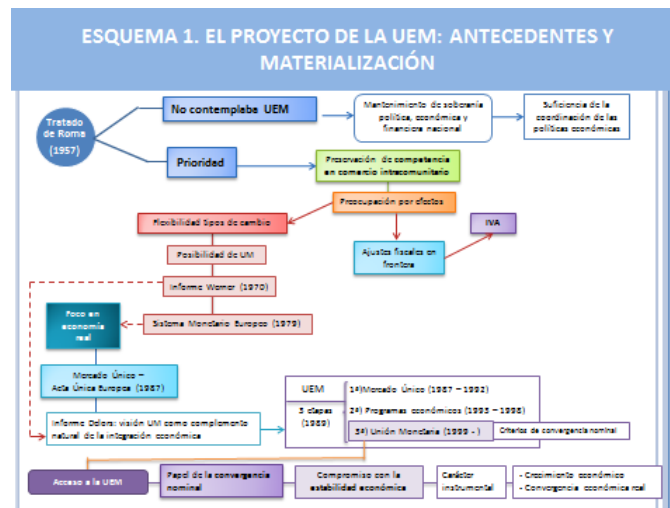 ESQUEMA 1. EL PROYECTO DE LA UEM: ANTECEDENTES Y
MATERIALIZACIÓN
Tratado
de Roma
(1957)
No contemplaba UEM
Mantenimiento de soberanía
política, económica y
financiera nacional
Suficiencia de la
coordinación de las
políticas económicas
Prioridad
Preservación de competencia
en comercio intracomunitario
Preocupación por efectos
Flexibilidad tipos de cambio
IVA
Ajustes fiscales en
frontera
Posibilidad de UM
Informe Werner (1970)
Sistema Monetario Europeo (1979)
Foco en
economía
real
Mercado Único –
Acta Única Europea (1987)
Informe Delors: visión UM como complemento
natural de la integración económica
UEM
3 etapas
(1989)
1ª)Mercado Único (1987 – 1992)
2ª) Programas económicos (1993 – 1998)
3ª) Unión Monetaria (1999 - )
Criterios de convergencia nominal
Acceso a la UEM
Papel de la convergencia
nominal
Compromiso con la
estabilidad económica
Carácter
instrumental
- Crecimiento económico
- Convergencia económica real